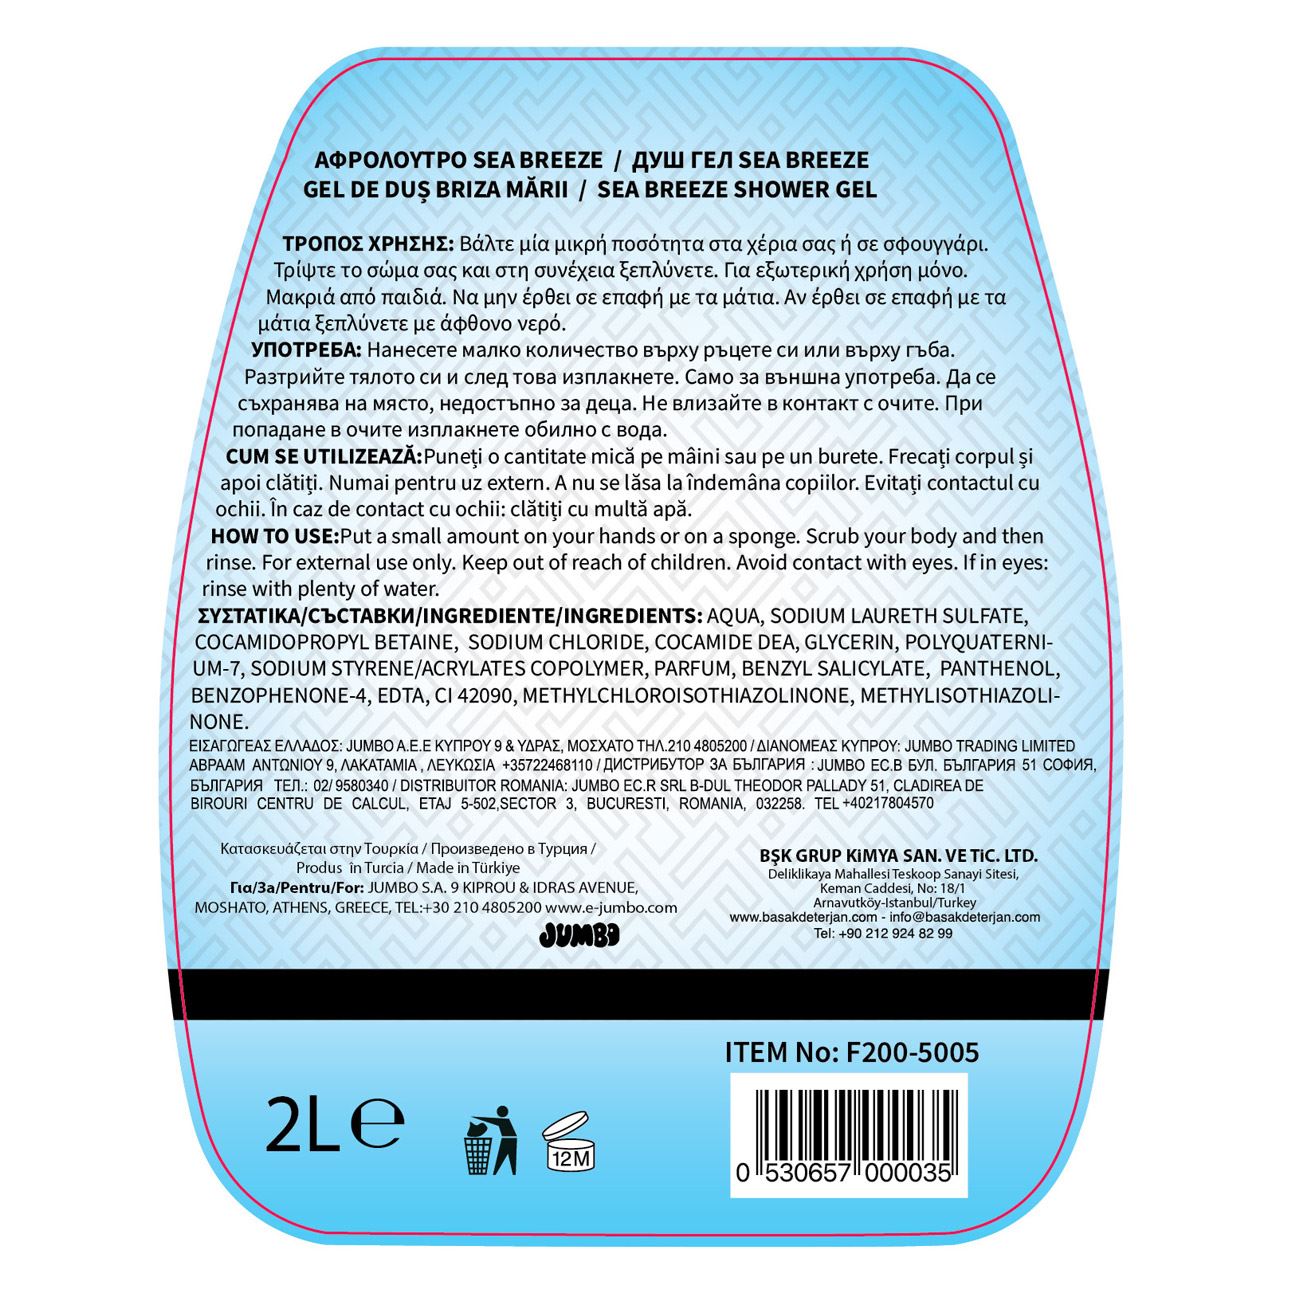 ΑΦΡΟΛΟΥΤΡΟ SEA BREEZE / ДУШ ГЕЛ SEA BREEZE
GEL DE DUȘ BRIZA MĂRII / SEA BREEZE SHOWER GEL
ΤΡΟΠΟΣ ΧΡΗΣΗΣ: Βάλτε μία μικρή ποσότητα στα χέρια σας ή σε σφουγγάρι.
Τρίψτε το σώμα σας και στη συνέχεια ξεπλύνετε. Για εξωτερική χρήση μόνο.
Μακριά από παιδιά. Να μην έρθει σε επαφή με τα μάτια. Αν έρθει σε επαφή με τα
μάτια ξεπλύνετε με άφθονο νερό.
УПОТРЕБА: Нанесете малко количество върху ръцете си или върху гъба.
Разтрийте тялото си и след това изплакнете. Само за външна употреба. Да се
съхранява на място, недостъпно за деца. Не влизайте в контакт с очите. При
попадане в очите изплакнете обилно с вода.
CUM SE UTILIZEAZĂ:Puneți o cantitate mică pe mâini sau pe un burete. Frecați corpul și
apoi clătiți. Numai pentru uz extern. A nu se lăsa la îndemâna copiilor. Evitați contactul cu
ochii. În caz de contact cu ochii: clătiți cu multă apă.
HOW TO USE:Put a small amount on your hands or on a sponge. Scrub your body and then
rinse. For external use only. Keep out of reach of children. Avoid contact with eyes. If in eyes:
rinse with plenty of water.
ΣΥΣΤΑΤΙΚΑ/СЪСТАВКИ/INGREDIENTE/INGREDIENTS: AQUA, SODIUM LAURETH SULFATE,
COCAMIDOPROPYL BETAINE, SODIUM CHLORIDE, COCAMIDE DEA, GLYCERIN, POLYQUATERNI-
UM-7, SODIUM STYRENE/ACRYLATES COPOLYMER, PARFUM, BENZYL SALICYLATE, PANTHENOL,
BENZOPHENONE-4, EDTA, CI 42090, METHYLCHLOROISOTHIAZOLINONE, METHYLISOTHIAZOLI-
NONE.
ΕΙΣΑΓΩΓΕΑΣ ΕΛΛΑΔΟΣ: JUMBO A.E.E ΚΥΠΡΟΥ 9 & ΥΔΡΑΣ, ΜΟΣΧΑΤΟ ΤΗΛ.210 4805200 / ΔΙΑΝΟΜΕΑΣ ΚΥΠΡΟΥ: JUMBO TRADING LIMITED
ΑΒΡΑΑΜ ΑΝΤΩΝΙΟΥ 9, ΛΑΚΑΤΑΜΙΑ , ΛΕΥΚΩΣΙΑ +35722468110 / ДИСТРИБУТОР ЗА БЪЛГАРИЯ : JUMBO EC.B БУЛ. БЪЛГАРИЯ 51 СОФИЯ,
БЪЛГАРИЯ ТЕЛ.: 02/ 9580340 / DISTRIBUITOR ROMANIA: JUMBO EC.R SRL B-DUL THEODOR PALLADY 51, CLADIREA DE
BIROURI CENTRU DE CALCUL, ETAJ 5-502,SECTOR 3, BUCURESTI, ROMANIA, 032258. TEL +40217804570
Κατασκευάζεται στην Τουρκία / Произведено в Турция /
Produs în Turcia / Made in Türkiye
Για/За/Pentru/For: JUMBO S.A. 9 KIPROU & IDRAS AVENUE,
MOSHATO, ATHENS, GREECE, TEL:+30 210 4805200 www.e-jumbo.com
JUMBO
BŞK GRUP KiMYA SAN. VE TiC. LTD.
Deliklikaya Mahallesi Teskoop Sanayi Sitesi,
Keman Caddesi, No: 18/1
Arnavutköy-Istanbul/Turkey
www.basakdeterjan.com - info@basakdeterjan.com
Tel: +90 212 924 82 99
ITEM No: F200-5005
2L ℮
12M
0 530657 000035